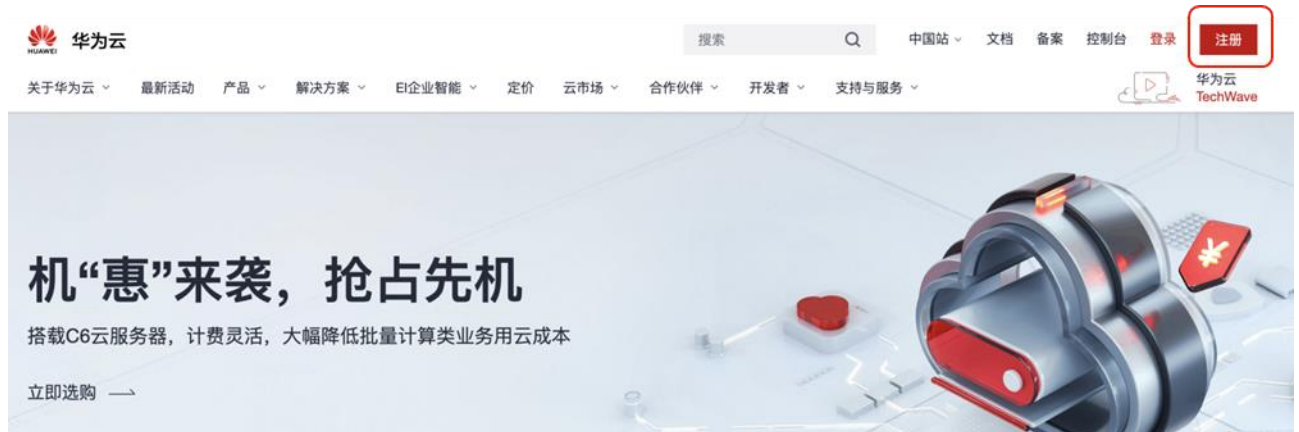 HUAWEI 华为云 搜索 中国站 文档 备案 控制台 登录 注册
关于华为云 最新活动 产品 解决方案 EI企业智能 定价 云市场 合作伙伴 开发者 支持与服务 华为云
TechWave
机“惠”来袭，抢占先机
搭载C6云服务器，计费灵活，大幅降低批量计算类业务用云成本
立即选购
¥